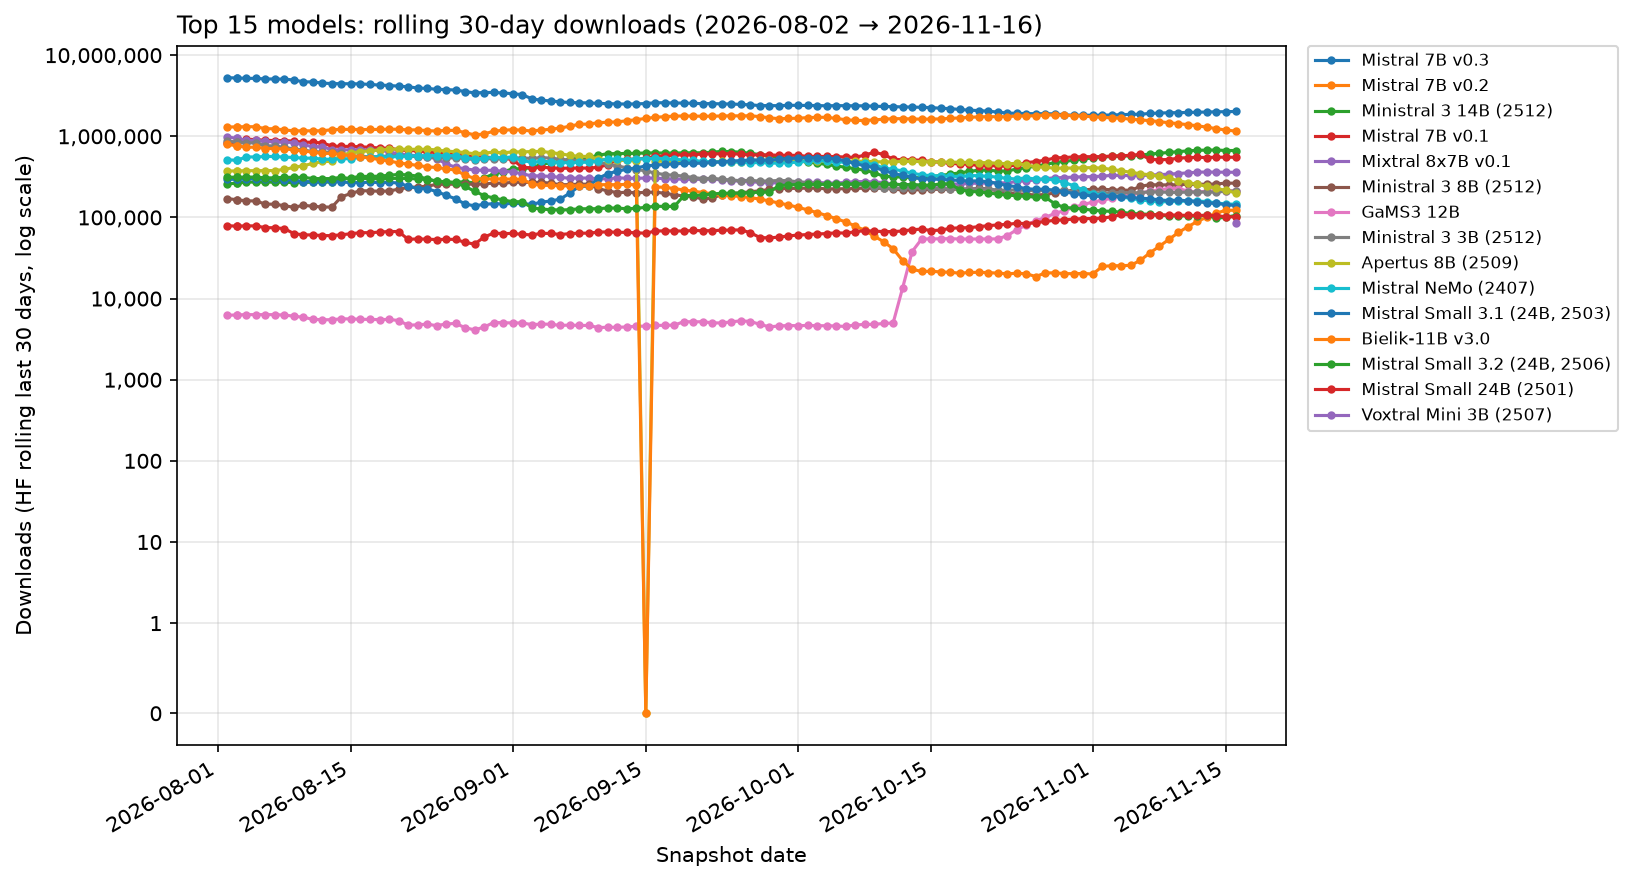 Top 15 models: rolling 30-day downloads (2026-08-02 → 2026-11-16)
Downloads (HF rolling last 30 days, log scale)
10,000,000
1,000,000
100,000
10,000
1,000
100
10
1
0
2026-08-01
2026-08-15
2026-09-01
2026-09-15
2026-10-01
2026-10-15
2026-11-01
2026-11-15
Snapshot date
Mistral 7B v0.3
Mistral 7B v0.2
Ministral 3 14B (2512)
Mistral 7B v0.1
Mixtral 8x7B v0.1
Ministral 3 8B (2512)
GaMS3 12B
Ministral 3 3B (2512)
Apertus 8B (2509)
Mistral NeMo (2407)
Mistral Small 3.1 (24B, 2503)
Bielik-11B v3.0
Mistral Small 3.2 (24B, 2506)
Mistral Small 24B (2501)
Voxtral Mini 3B (2507)